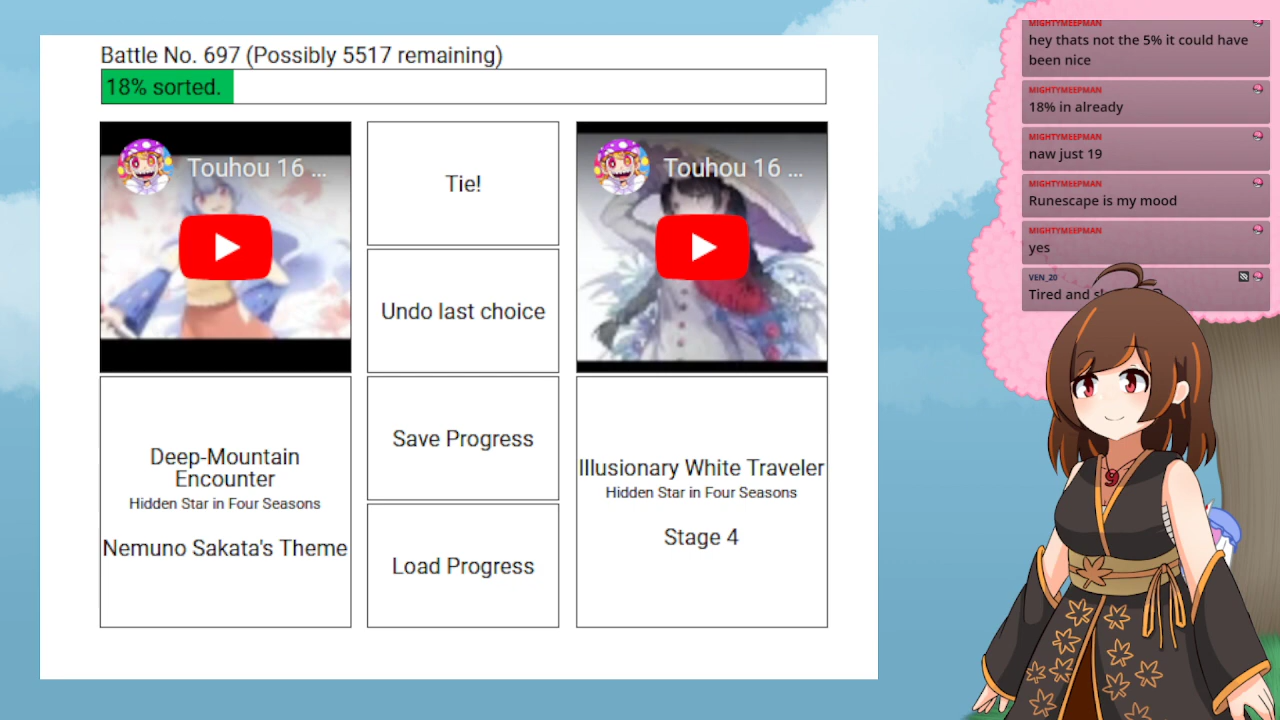 Battle No. 697 (Possibly 5517 remaining)
18% sorted.
Touhou 16 ...
Deep-Mountain
Encounter
Hidden Star in Four Seasons
Nemuno Sakata's Theme
Tie!
Undo last choice
Save Progress
Load Progress
Touhou 16 ...
Illusionary White Traveler
Hidden Star in Four Seasons
Stage 4
MIGHTYMEEPMAN
hey thats not the 5% it could have
been nice
MIGHTYMEEPMAN
18% in already
MIGHTYMEEPMAN
naw just 19
MIGHTYMEEPMAN
Runescape is my mood
MIGHTYMEEPMAN
yes
VEN_20
Tired and